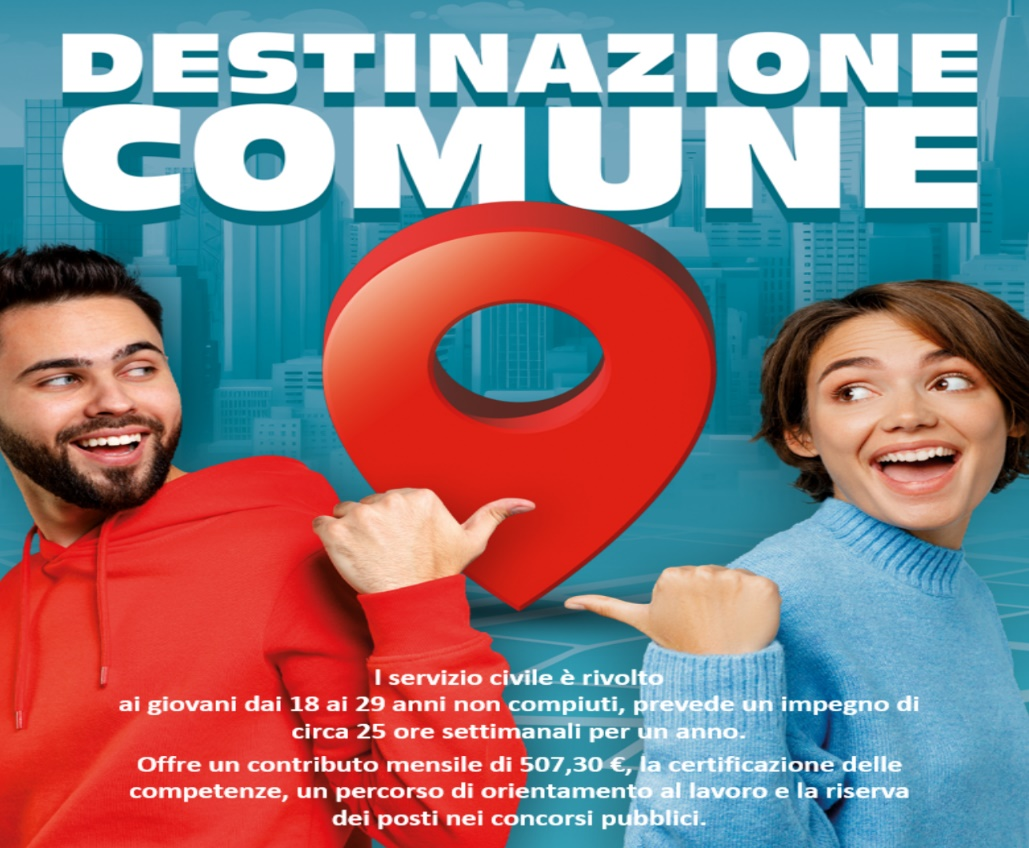 DESTINAZIONE
COMUNE
l servizio civile è rivolto
ai giovani dai 18 ai 29 anni non compiuti, prevede un impegno di
circa 25 ore settimanali per un anno.
Offre un contributo mensile di 507,30 €, la certificazione delle
competenze, un percorso di orientamento al lavoro e la riserva
dei posti nei concorsi pubblici.